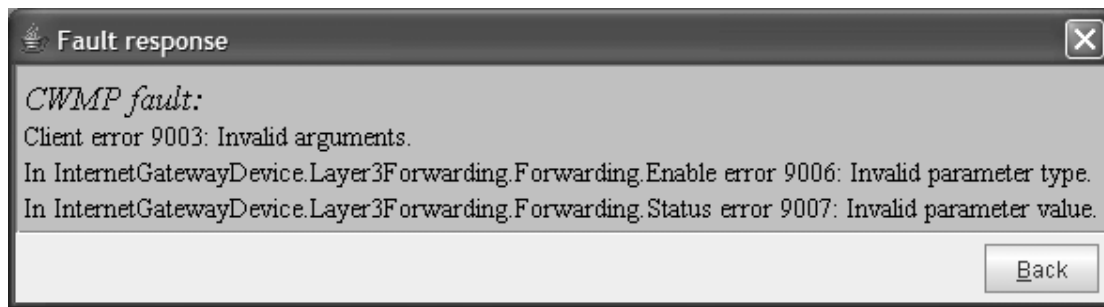 Fault response
CWMP fault:
Client error 9003: Invalid arguments.
In InternetGatewayDevice.Layer3Forwarding.Forwarding.Enable error 9006: Invalid parameter type.
In InternetGatewayDevice.Layer3Forwarding.Forwarding.Status error 9007: Invalid parameter value.
Back